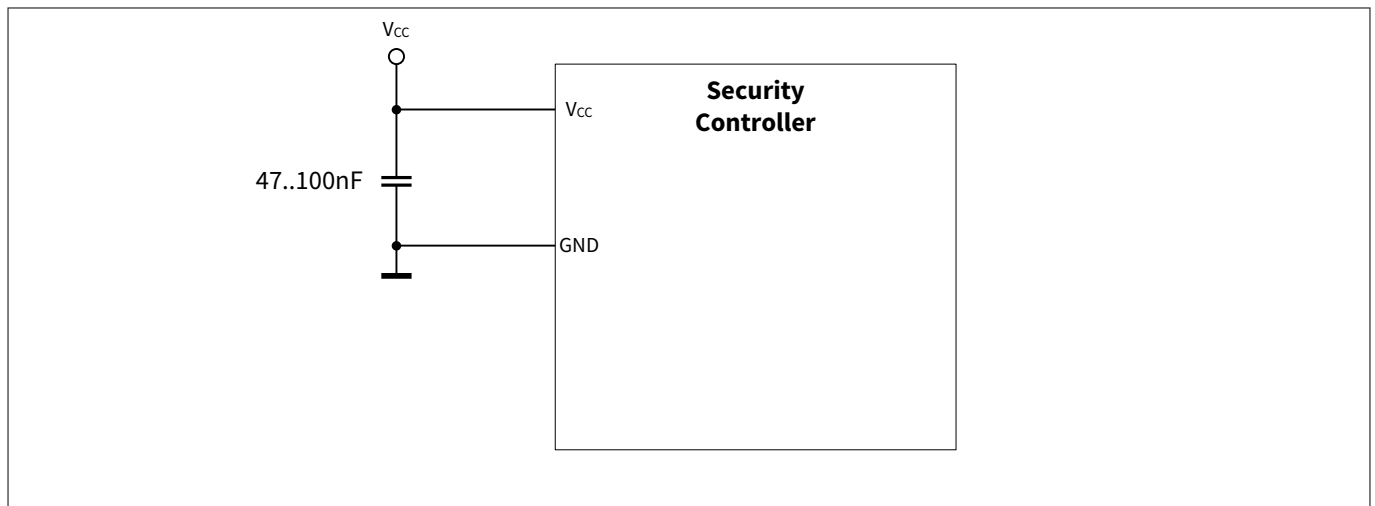 VCC
Security
Controller
VCC
47..100nF
GND